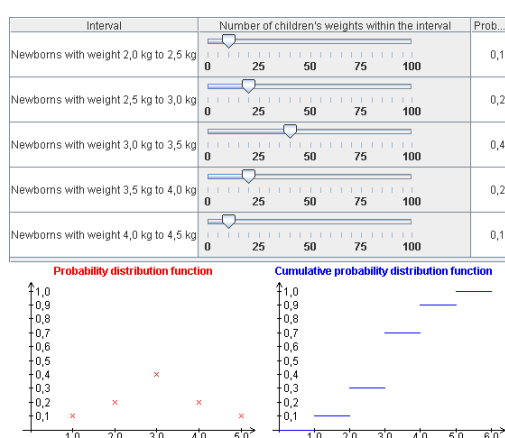 Interval Number of children's weights within the interval Prob...
Newborns with weight 2,0 kg to 2,5 kg 0 25 50 75 100 0,1
Newborns with weight 2,5 kg to 3,0 kg 0 25 50 75 100 0,2
Newborns with weight 3,0 kg to 3,5 kg 0 25 50 75 100 0,4
Newborns with weight 3,5 kg to 4,0 kg 0 25 50 75 100 0,2
Newborns with weight 4,0 kg to 4,5 kg 0 25 50 75 100 0,1
Probability distribution function
1,0
0,9
0,8
0,7
0,6
0,5
0,4
0,3
0,2
0,1
1,0 2,0 3,0 4,0 5,0
Cumulative probability distribution function
1,0
0,9
0,8
0,7
0,6
0,5
0,4
0,3
0,2
0,1
1,0 2,0 3,0 4,0 5,0 6,0